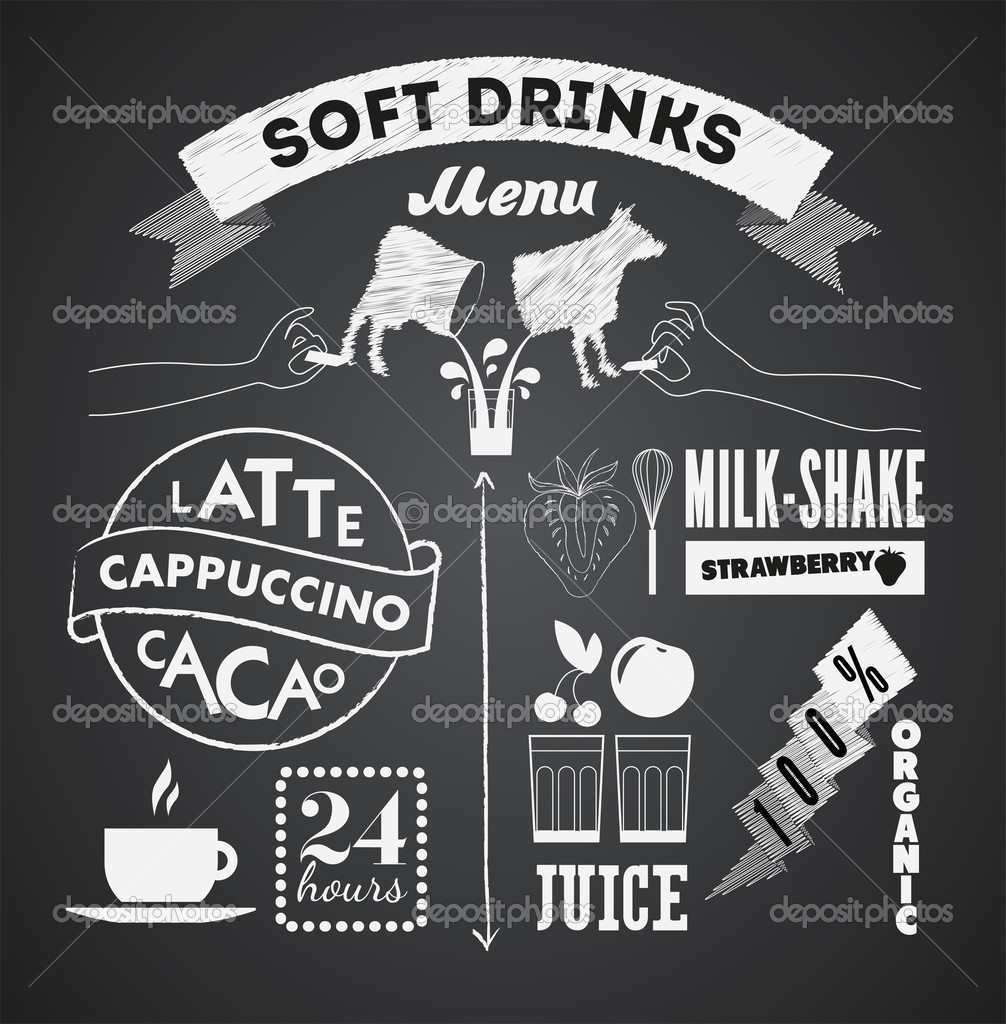 SOFT DRINKS
Menu
LATTE
CAPPUCCINO
CACAO
24
hours
MILK-SHAKE
STRAWBERRY
JUICE
100%
ORGANIC
depositphotos depositphotos depositphotos
depositphotos depositphotos depositphotos
depositphotos depositphotos depositphotos
depositphotos depositphotos depositphotos
depositphotos depositphotos depositphotos